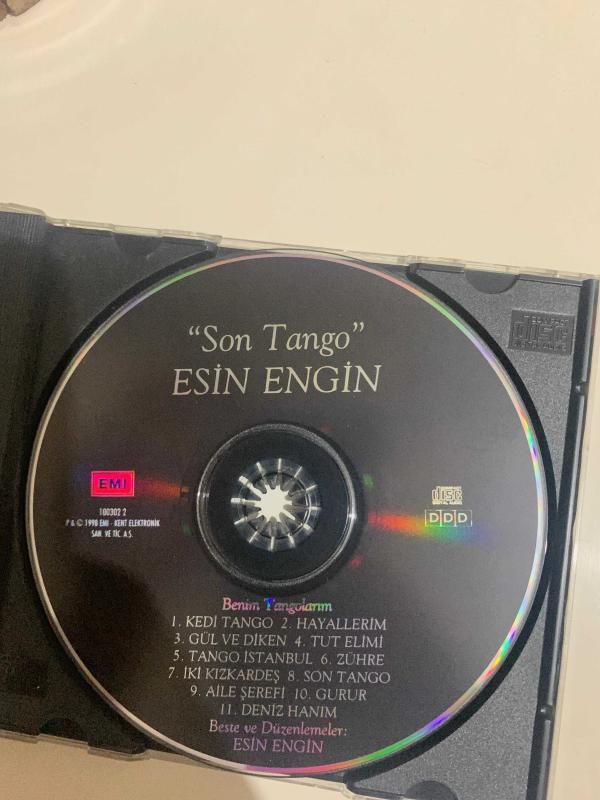 "Son Tango"
ESİN ENGİN
EMI
100302 2
P & © 1998 EMI - KENT ELEKTRONİK
SAN. VE TİC. A.Ş.
disc
DDD
Benim Tangolarım
1. KEDİ TANGO 2. HAYALLERİM
3. GÜL VE DİKEN 4. TUT ELİMİ
5. TANGO İSTANBUL 6. ZÜHRE
7. İKİ KIZKARDEŞ 8. SON TANGO
9. AİLE ŞEREFİ 10. GURUR
11. DENİZ HANIM
Beste ve Düzenlemeler:
ESİN ENGİN
disc